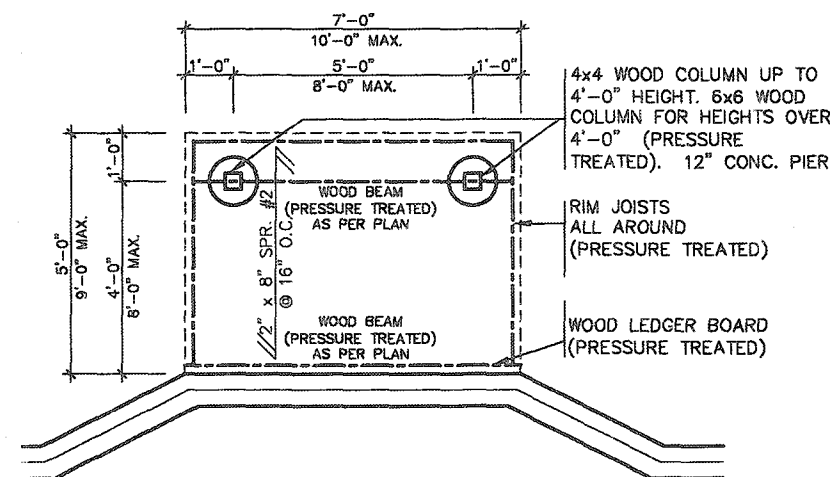 7'-0"
10'-0" MAX.
1'-0" 5'-0" 1'-0"
8'-0" MAX.
4x4 WOOD COLUMN UP TO
4'-0" HEIGHT. 6x6 WOOD
COLUMN FOR HEIGHTS OVER
4'-0" (PRESSURE
TREATED). 12" CONC. PIER
1'-0"
5'-0"
9'-0" MAX.
4'-0"
8'-0" MAX.
WOOD BEAM
(PRESSURE TREATED)
AS PER PLAN
2" x 8" SPR. #2
@ 16" O.C.
RIM JOISTS
ALL AROUND
(PRESSURE TREATED)
WOOD BEAM
(PRESSURE TREATED)
AS PER PLAN
WOOD LEDGER BOARD
(PRESSURE TREATED)